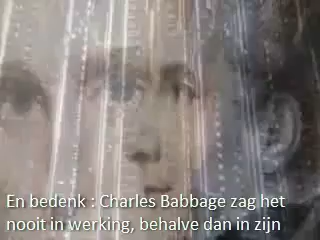 En bedenk : Charles Babbage zag het
nooit in werking, behalve dan in zijn